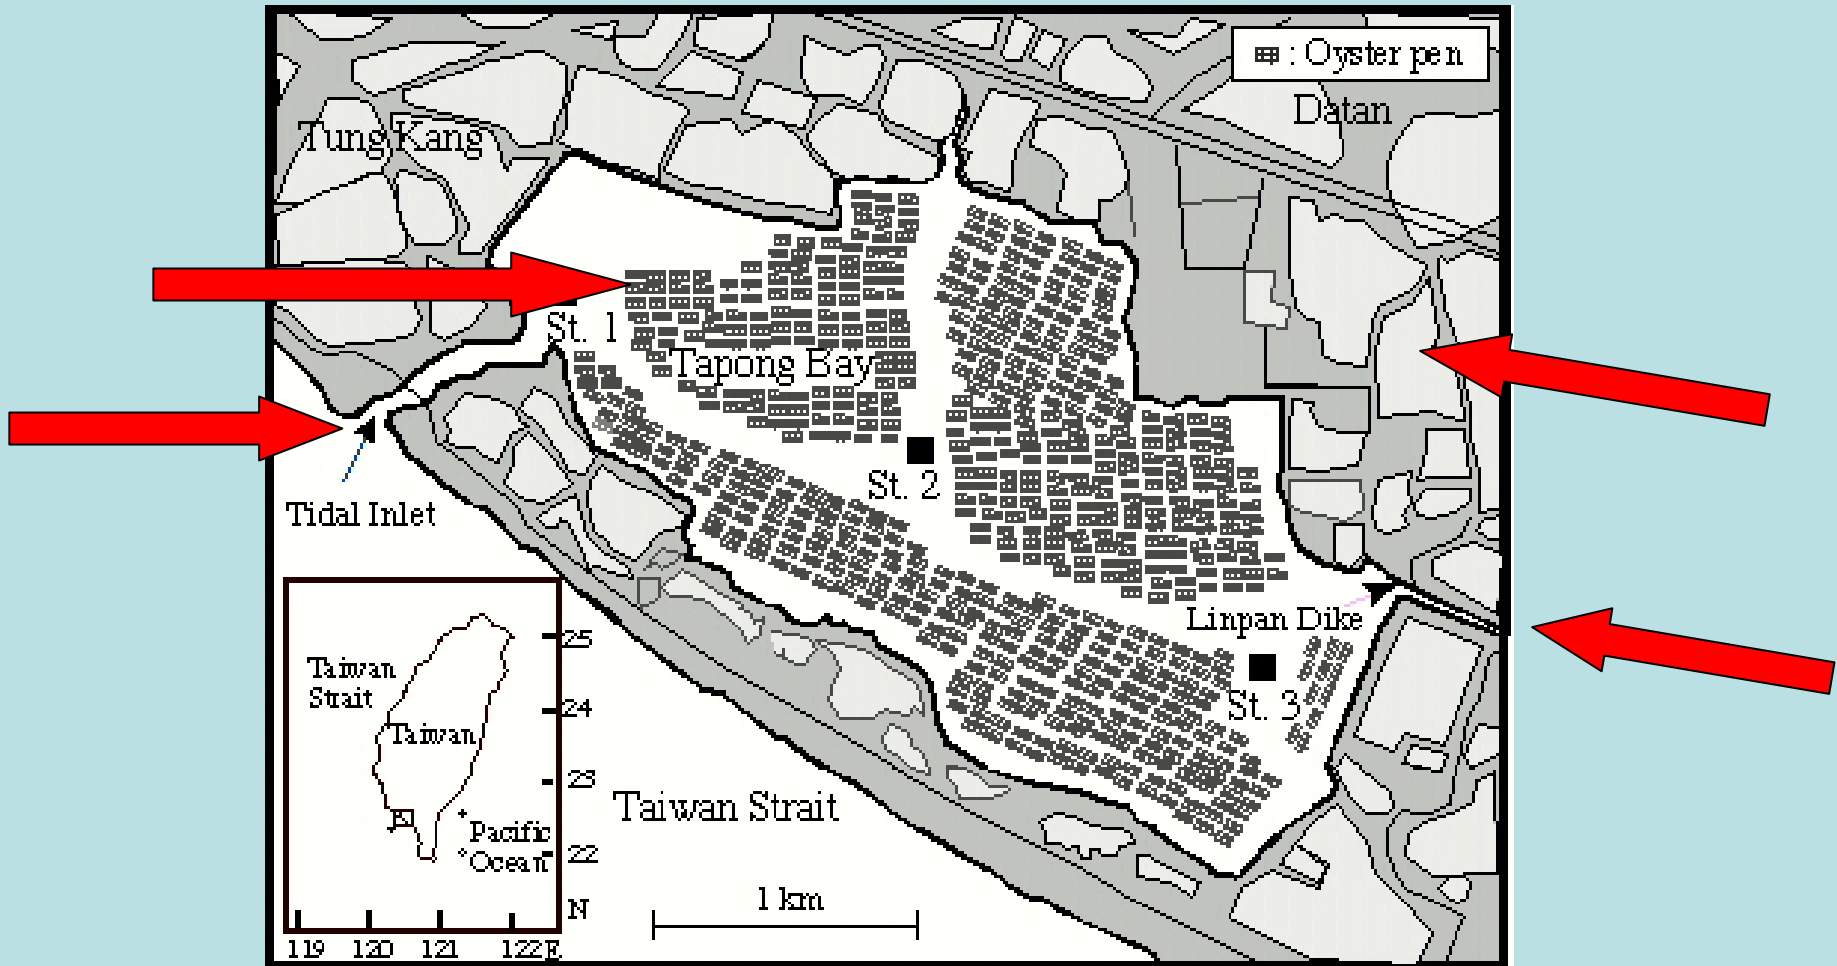 : Oyster pen
Datan
Tung Kang
St. 1
Tapong Bay
St. 2
Tidal Inlet
Linpan Dike
St. 3
Taiwan Strait
25
Taiwan
Strait
24
Taiwan
23
Pacific
Ocean
22
N
1 km
119 120 121 122E